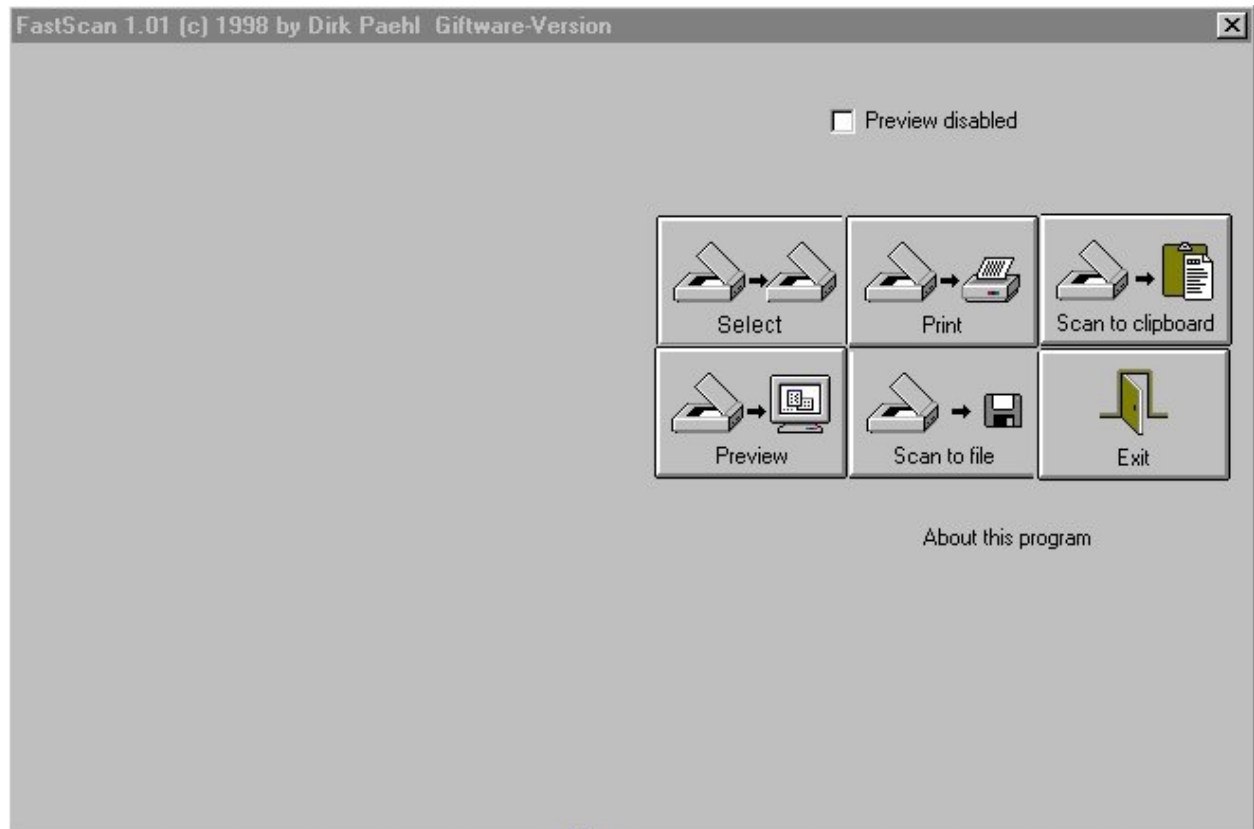 FastScan 1.01 (c) 1998 by Dirk Paehl  Giftware-Version
Preview disabled
Select
Print
Scan to clipboard
Preview
Scan to file
Exit
About this program